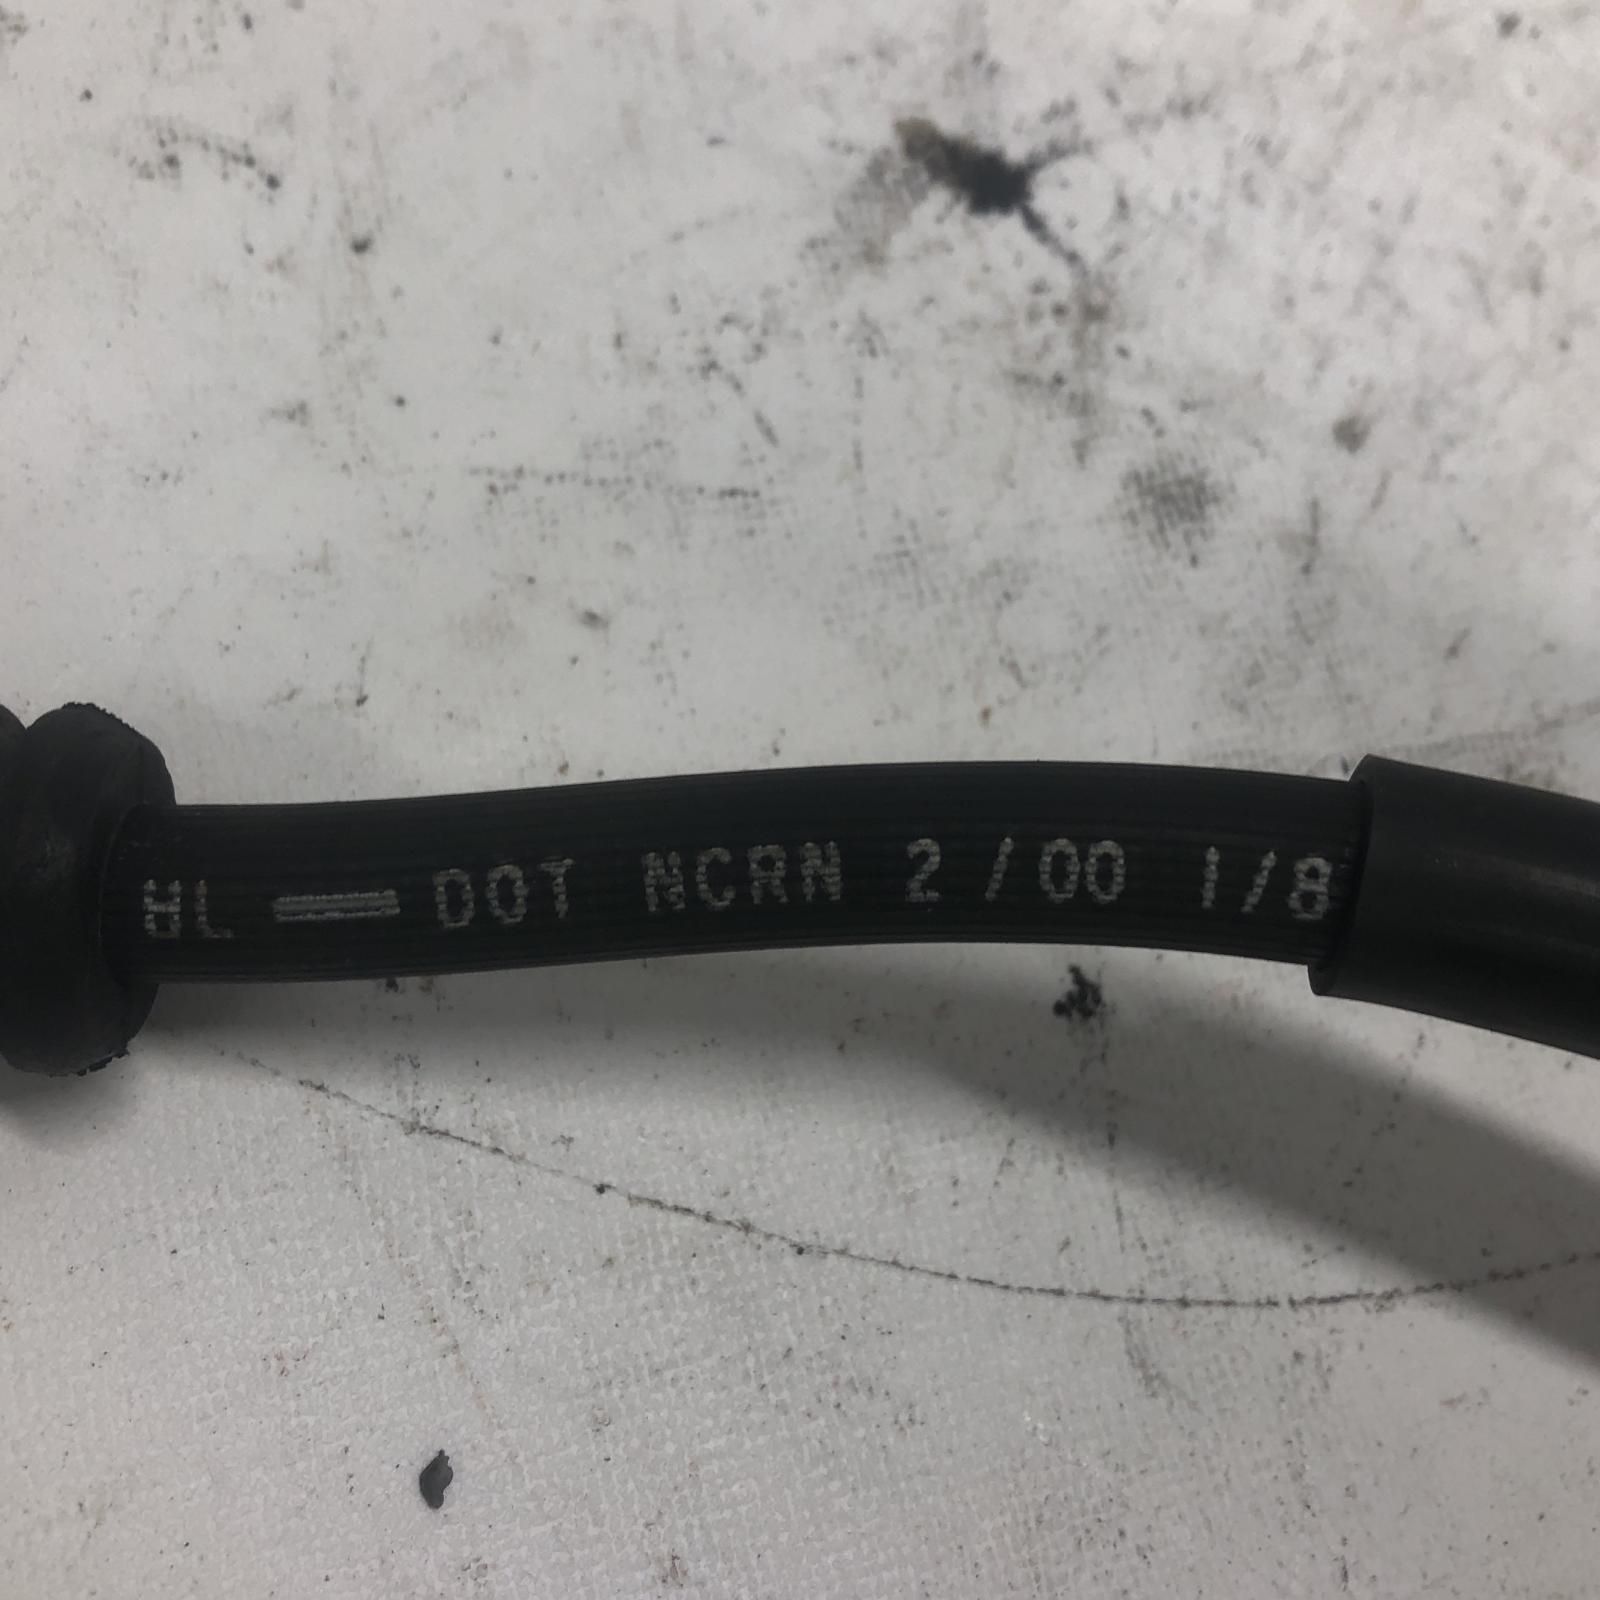 HL — DOT NCRN 2/00 1/8